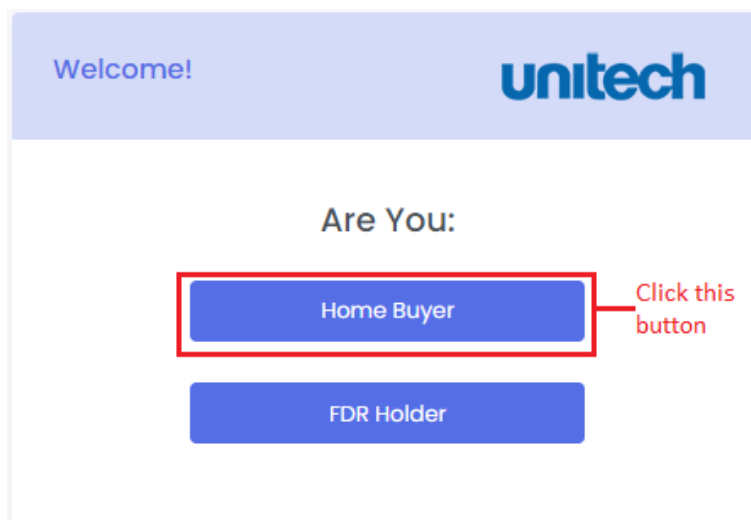 Welcome!
unitech
Are You:
Home Buyer
Click this
button
FDR Holder